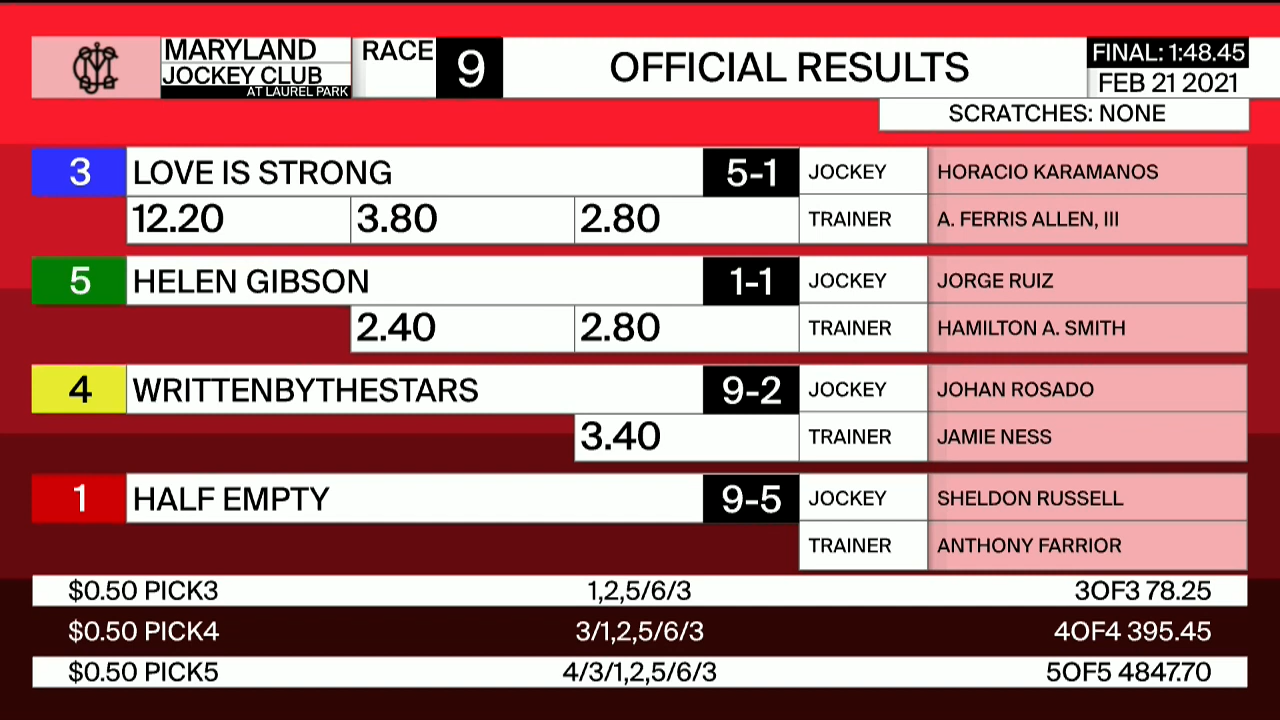 MARYLAND
JOCKEY CLUB
AT LAUREL PARK
RACE 9
OFFICIAL RESULTS
FINAL: 1:48.45
FEB 21 2021
SCRATCHES: NONE
3 LOVE IS STRONG 5-1 JOCKEY HORACIO KARAMANOS
12.20 3.80 2.80 TRAINER A. FERRIS ALLEN, III
5 HELEN GIBSON 1-1 JOCKEY JORGE RUIZ
2.40 2.80 TRAINER HAMILTON A. SMITH
4 WRITTENBYTHESTARS 9-2 JOCKEY JOHAN ROSADO
3.40 TRAINER JAMIE NESS
1 HALF EMPTY 9-5 JOCKEY SHELDON RUSSELL
TRAINER ANTHONY FARRIOR
$0.50 PICK3 1,2,5/6/3 3OF3 78.25
$0.50 PICK4 3/1,2,5/6/3 4OF4 395.45
$0.50 PICK5 4/3/1,2,5/6/3 5OF5 4847.70